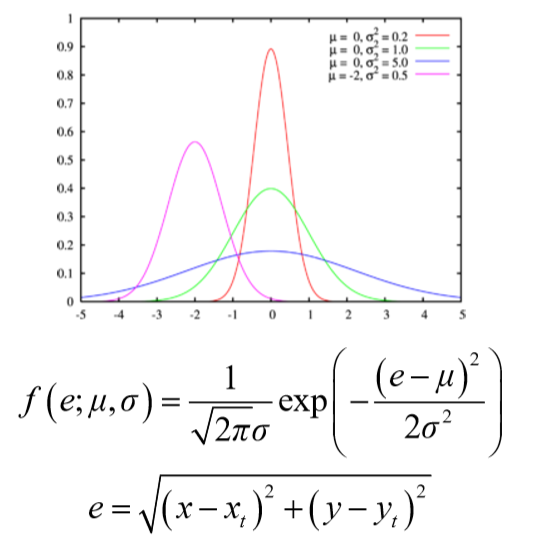 1
0.9
0.8
0.7
0.6
0.5
0.4
0.3
0.2
0.1
0
-5 -4 -3 -2 -1 0 1 2 3 4 5
μ = 0, σ² = 0.2
μ = 0, σ² = 1.0
μ = 0, σ² = 5.0
μ = -2, σ² = 0.5
f(e; μ, σ) = 1/(√(2π)σ) exp(−(e − μ)²/(2σ²))
e = √((x − xₜ)² + (y − yₜ)²)